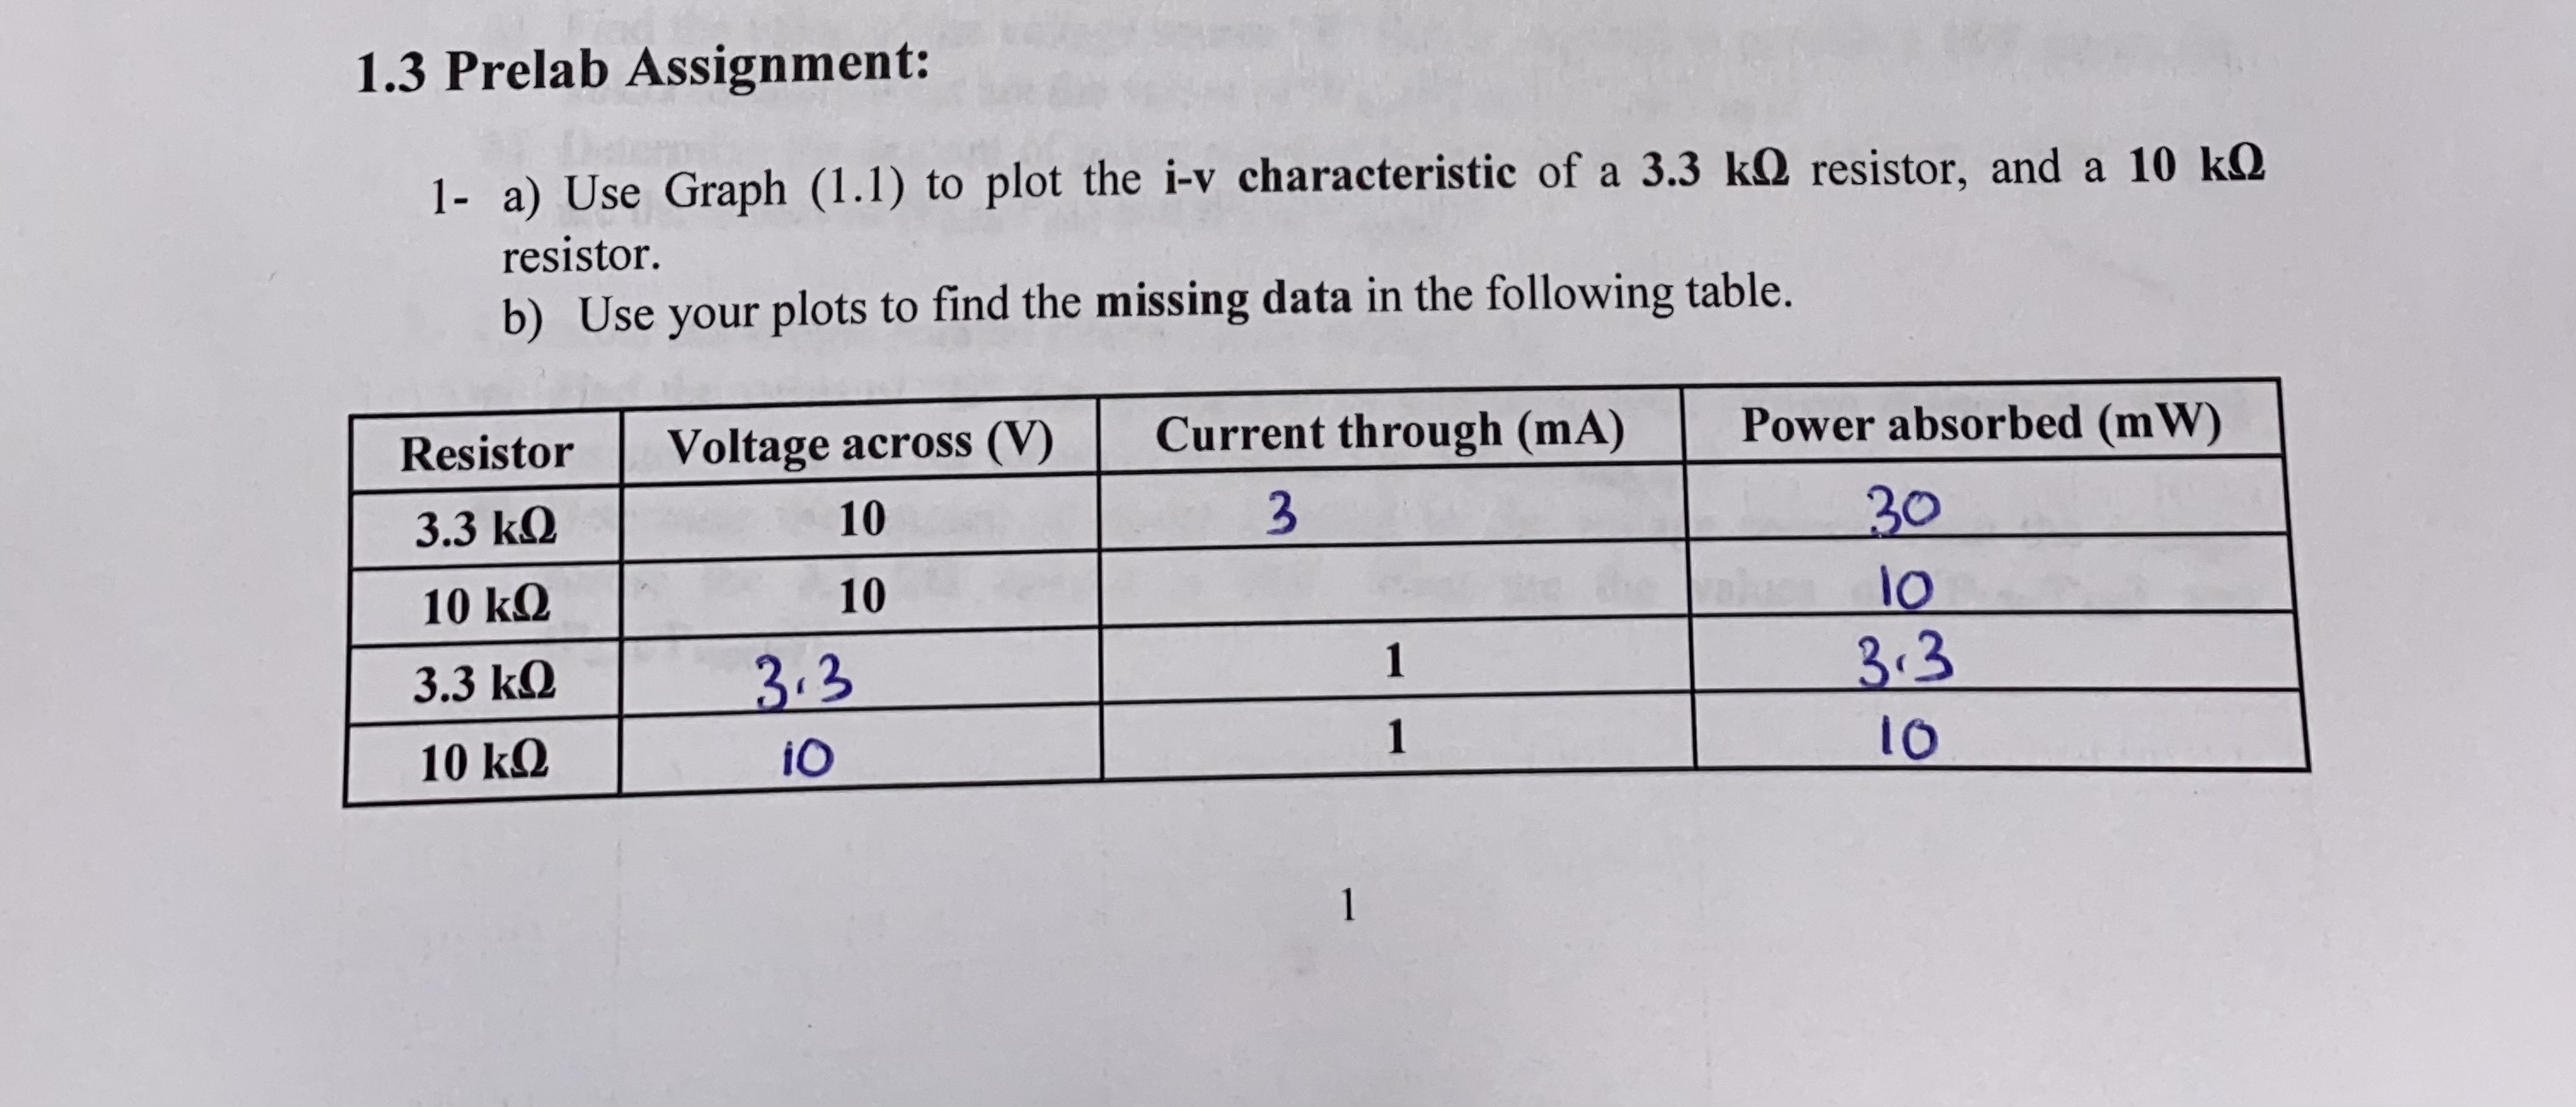 1.3 Prelab Assignment:
1- a) Use Graph (1.1) to plot the i-v characteristic of a 3.3 kΩ resistor, and a 10 kΩ
resistor.
b) Use your plots to find the missing data in the following table.
Resistor Voltage across (V) Current through (mA) Power absorbed (mW)
3.3 kΩ 10 3 30
10 kΩ 10 10
3.3 kΩ 3.3 1 3.3
10 kΩ 10 1 10
1